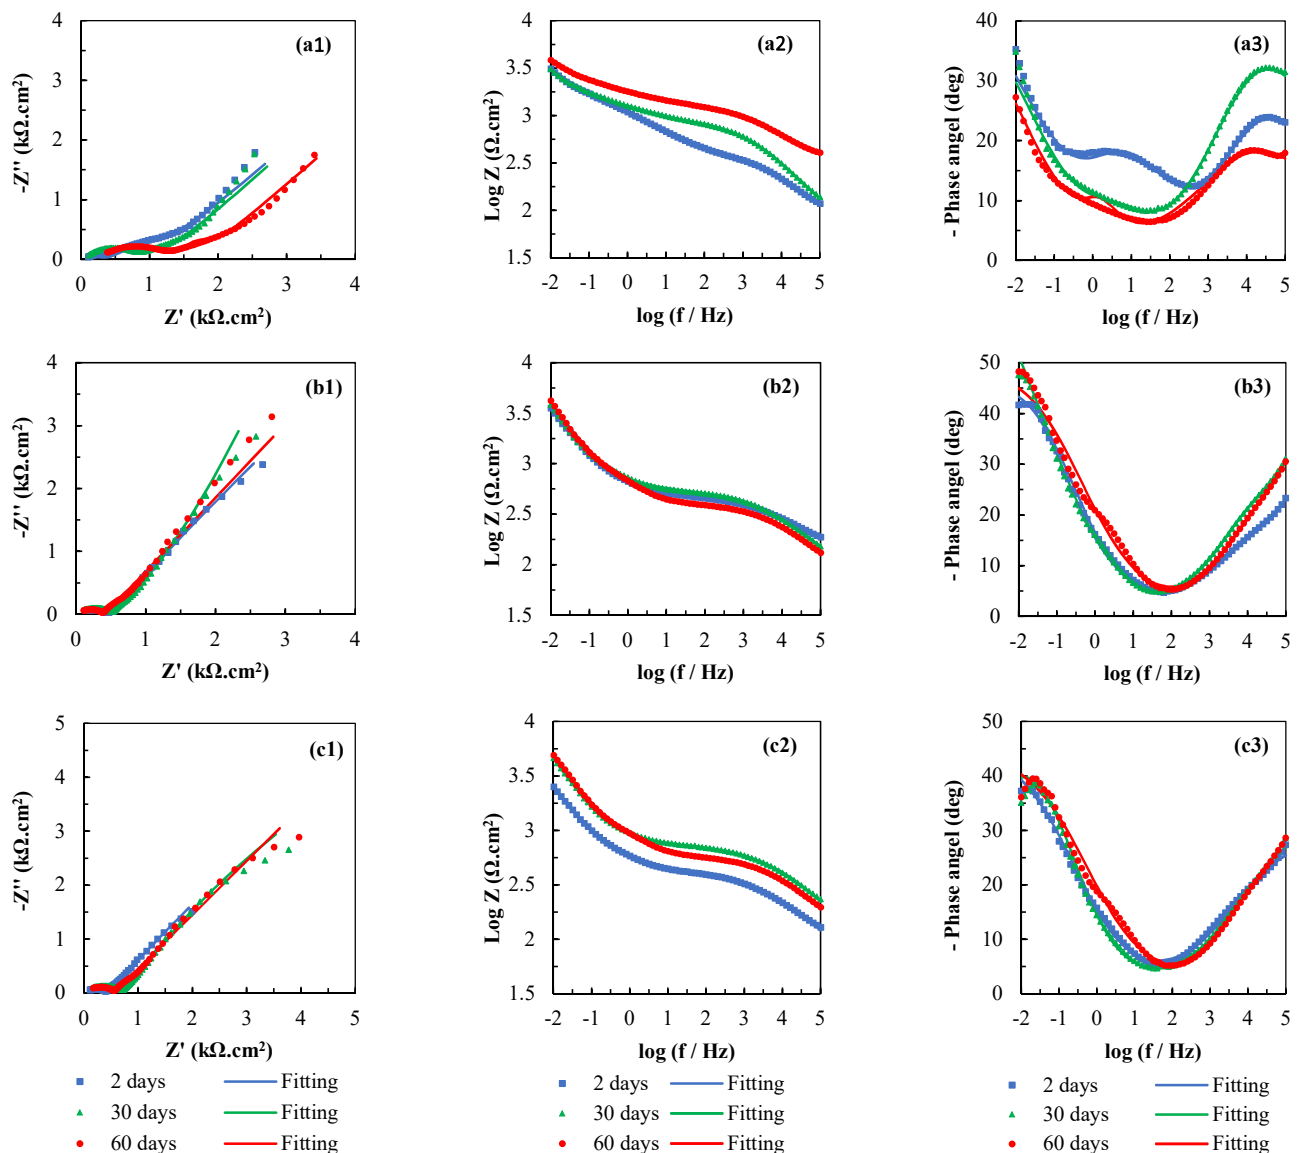 (a1)
-Z'' (kΩ.cm²)
4
3
2
1
0
0 1 2 3 4
Z' (kΩ.cm²)
(a2)
Log Z (Ω.cm²)
4
3.5
3
2.5
2
1.5
-2 -1 0 1 2 3 4 5
log (f / Hz)
(a3)
- Phase angel (deg)
40
30
20
10
0
-2 -1 0 1 2 3 4 5
log (f / Hz)
(b1)
-Z'' (kΩ.cm²)
4
3
2
1
0
0 1 2 3 4
Z' (kΩ.cm²)
(b2)
Log Z (Ω.cm²)
4
3.5
3
2.5
2
1.5
-2 -1 0 1 2 3 4 5
log (f / Hz)
(b3)
- Phase angel (deg)
50
40
30
20
10
0
-2 -1 0 1 2 3 4 5
log (f / Hz)
(c1)
-Z'' (kΩ.cm²)
5
4
3
2
1
0
0 1 2 3 4 5
Z' (kΩ.cm²)
(c2)
Log Z (Ω.cm²)
4
3.5
3
2.5
2
1.5
-2 -1 0 1 2 3 4 5
log (f / Hz)
(c3)
- Phase angel (deg)
50
40
30
20
10
0
-2 -1 0 1 2 3 4 5
log (f / Hz)
2 days Fitting
30 days Fitting
60 days Fitting
2 days Fitting
30 days Fitting
60 days Fitting
2 days Fitting
30 days Fitting
60 days Fitting